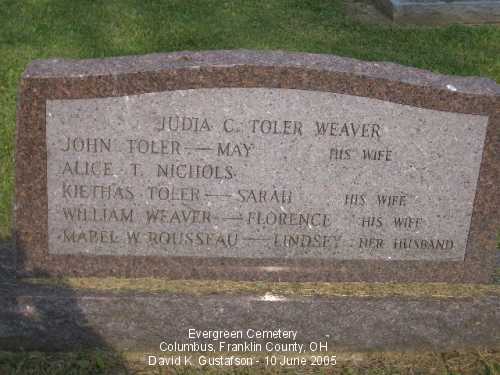 JUDIA C. TOLER WEAVER
JOHN TOLER — MAY HIS WIFE
ALICE T. NICHOLS
KIETHAS TOLER — SARAH HIS WIFE
WILLIAM WEAVER — FLORENCE HIS WIFE
MABEL W. ROUSSEAU — LINDSEY HER HUSBAND
Evergreen Cemetery
Columbus, Franklin County, OH
David K. Gustafson - 10 June 2005